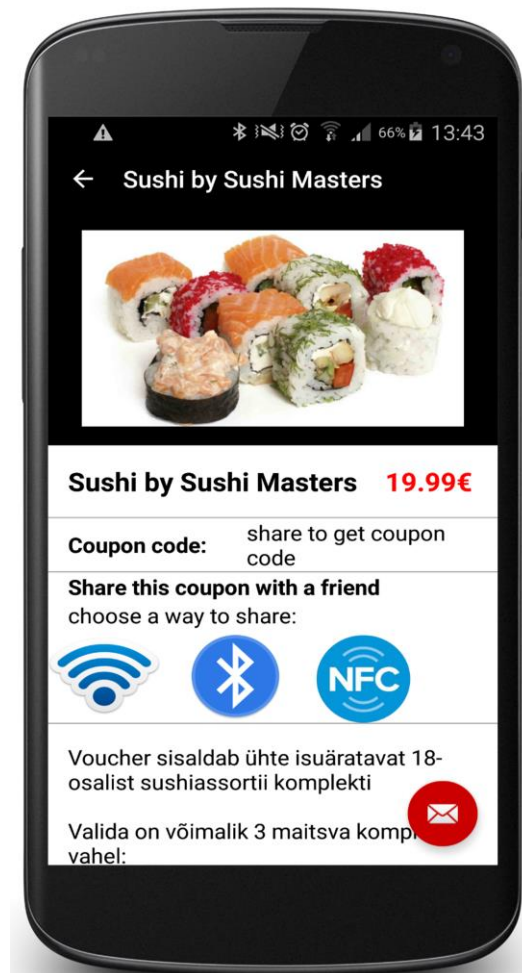 66% 13:43
Sushi by Sushi Masters
Sushi by Sushi Masters 19.99€
Coupon code: share to get coupon
code
Share this coupon with a friend
choose a way to share:
NFC
Voucher sisaldab ühte isuäratavat 18-
osalist sushiassortii komplekti
Valida on võimalik 3 maitsva
vahel: